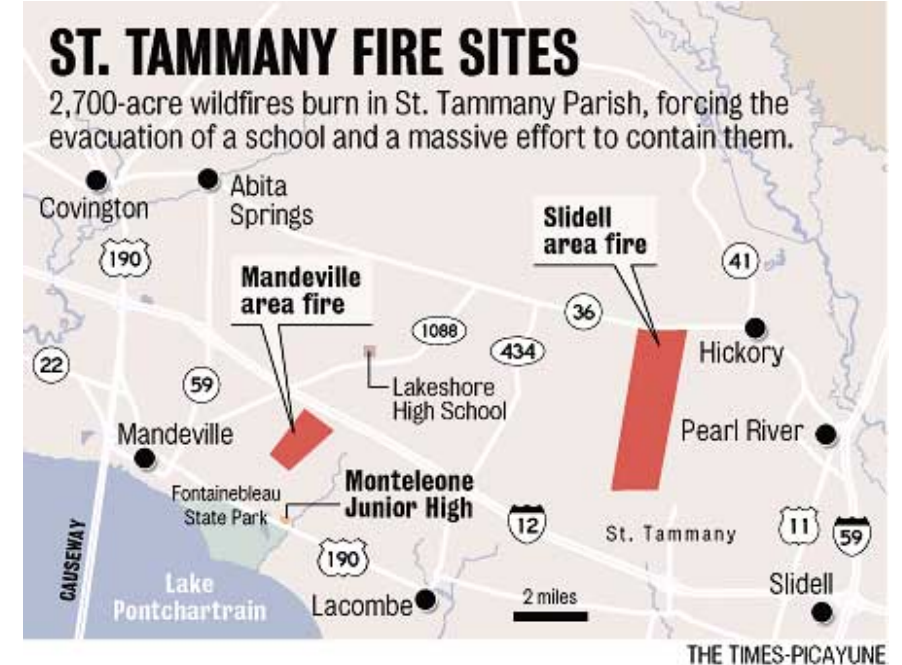 ST. TAMMANY FIRE SITES
2,700-acre wildfires burn in St. Tammany Parish, forcing the
evacuation of a school and a massive effort to contain them.
Covington
Abita
Springs
190
Slidell
area fire
41
Mandeville
area fire
36
1088
434
Hickory
22
59
Lakeshore
High School
Mandeville
Pearl River
Fontainebleau
State Park
Monteleone
Junior High
12
St. Tammany
11
59
CAUSEWAY
190
Lake
Pontchartrain
Lacombe
2 miles
Slidell
THE TIMES-PICAYUNE